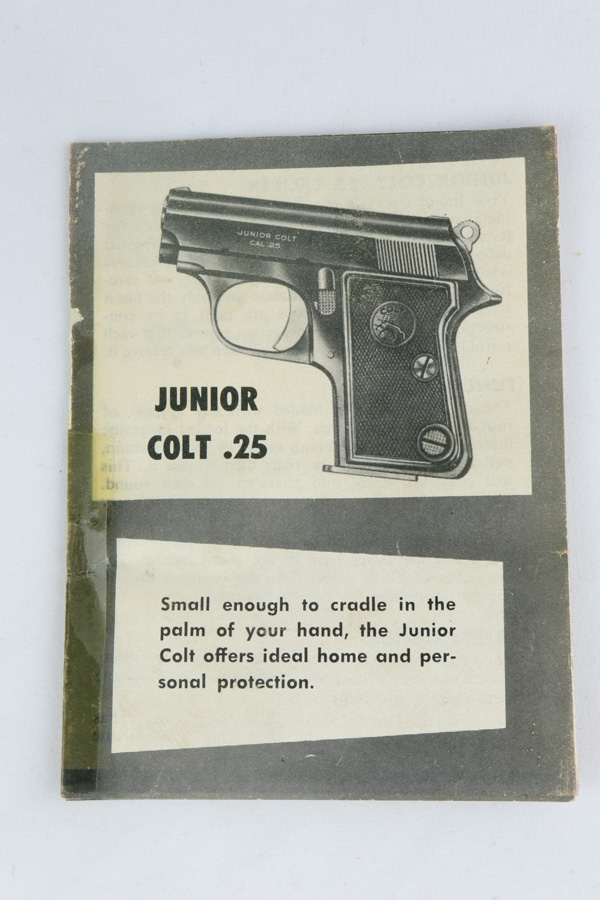 JUNIOR COLT
CAL .25
COLT
JUNIOR
COLT .25
Small enough to cradle in the
palm of your hand, the Junior
Colt offers ideal home and per-
sonal protection.